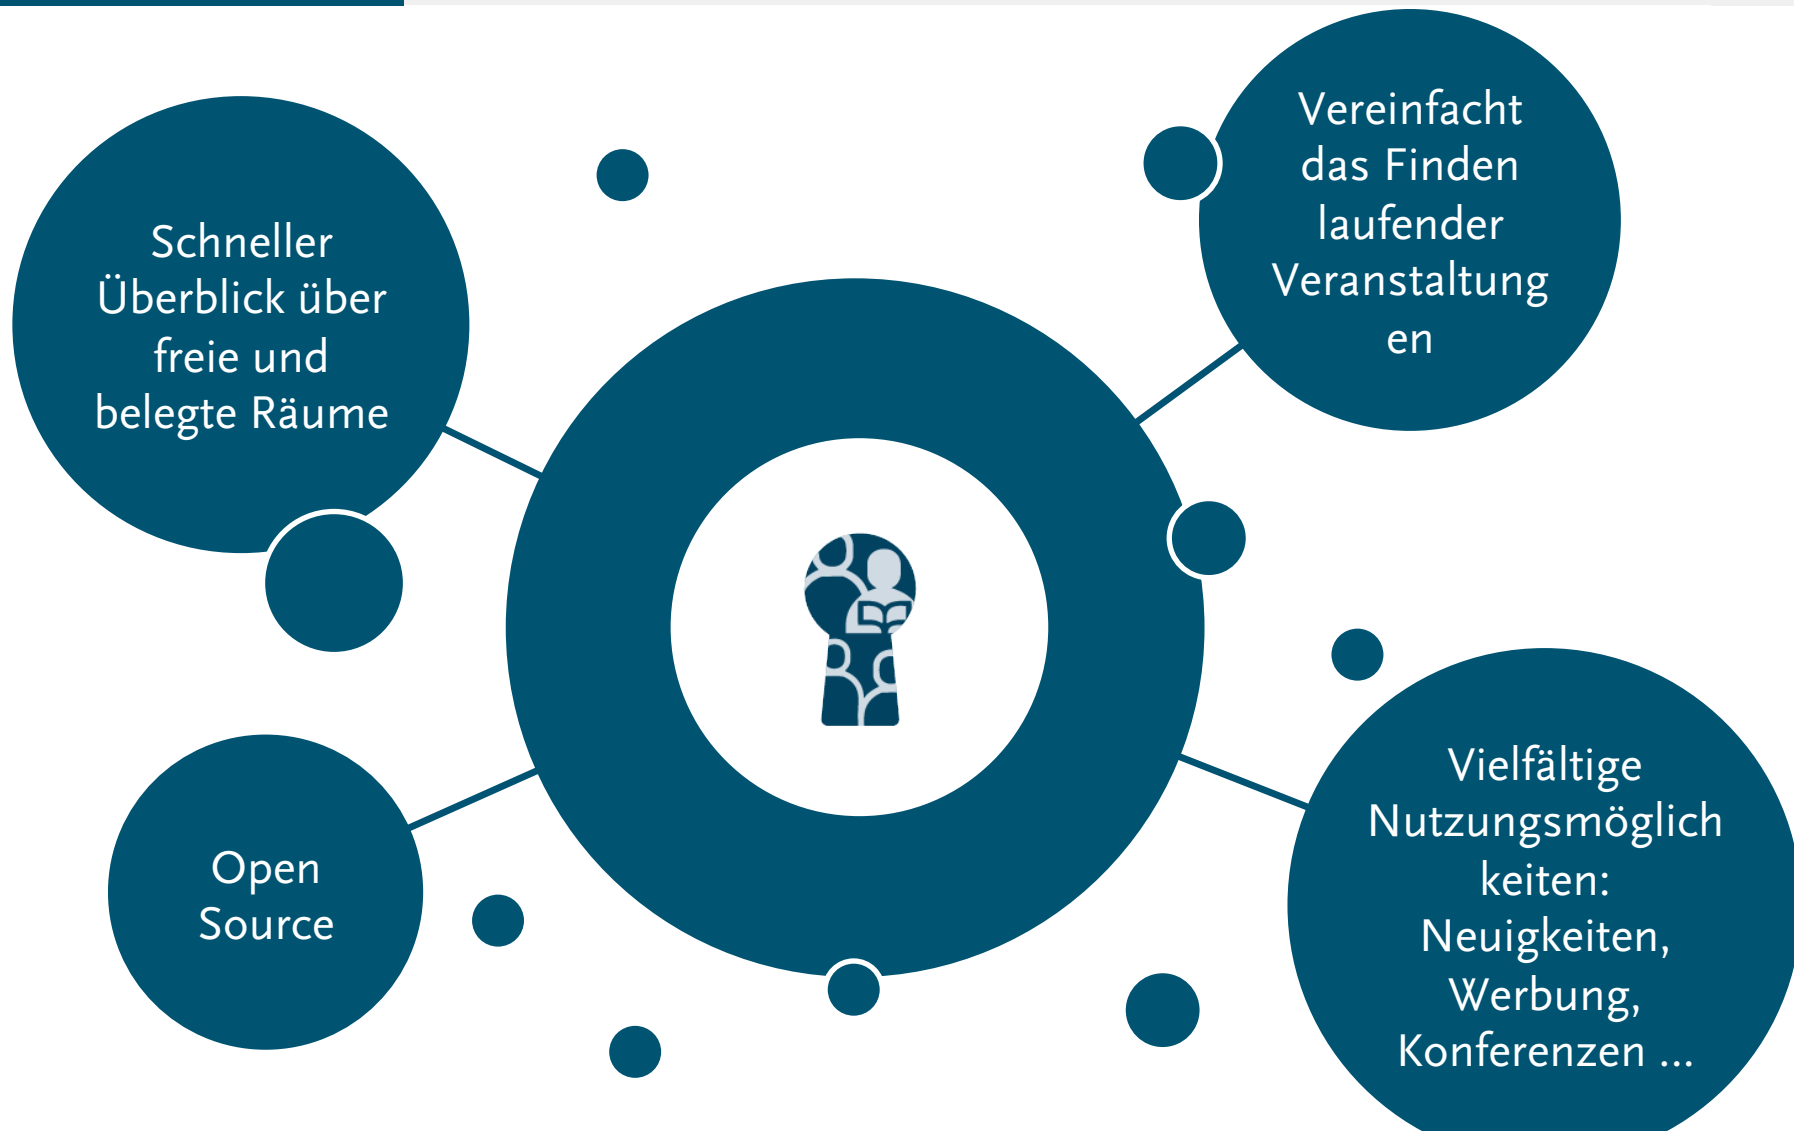 Schneller
Überblick über
freie und
belegte Räume
Vereinfacht
das Finden
laufender
Veranstaltung
en
Open
Source
Vielfältige
Nutzungsmöglich
keiten:
Neuigkeiten,
Werbung,
Konferenzen ...